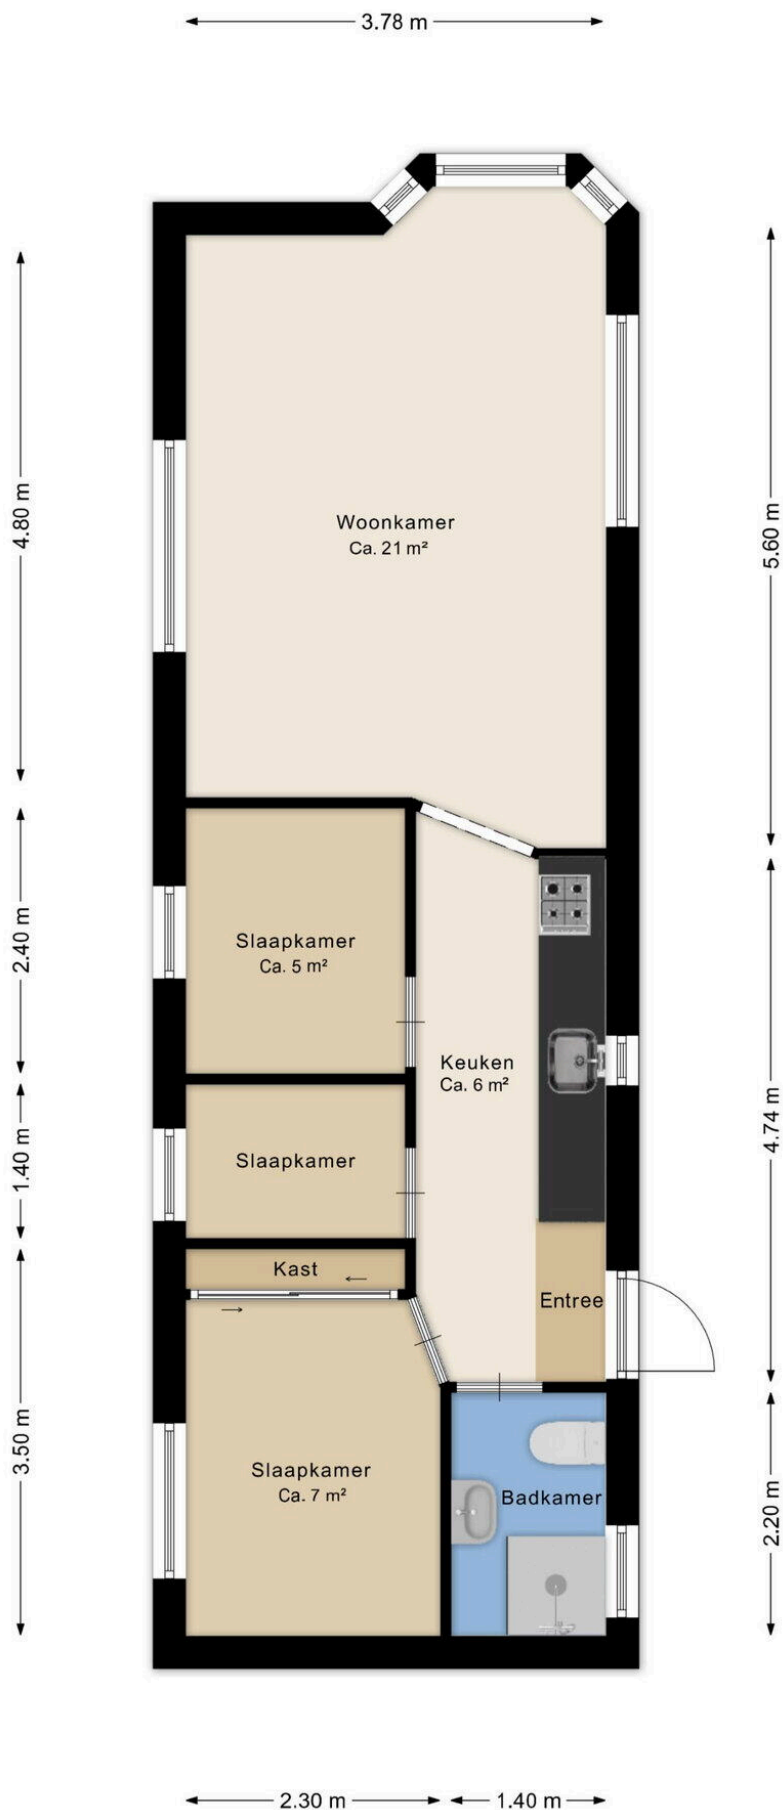 3.78 m
4.80 m
5.60 m
Woonkamer
Ca. 21 m²
2.40 m
Slaapkamer
Ca. 5 m²
Keuken
Ca. 6 m²
4.74 m
1.40 m
Slaapkamer
Kast
Entree
3.50 m
Slaapkamer
Ca. 7 m²
Badkamer
2.20 m
2.30 m
1.40 m